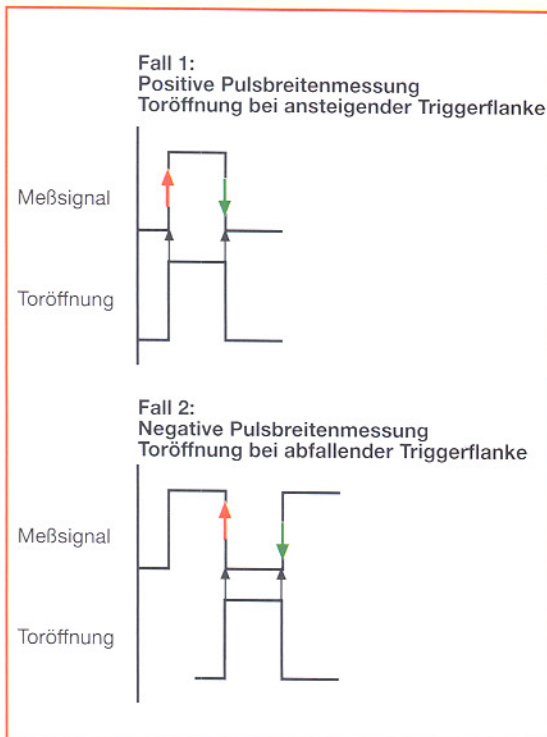 Fall 1:
Positive Pulsbreitenmessung
Toröffnung bei ansteigender Triggerflanke
Meßsignal
Toröffnung
Fall 2:
Negative Pulsbreitenmessung
Toröffnung bei abfallender Triggerflanke
Meßsignal
Toröffnung